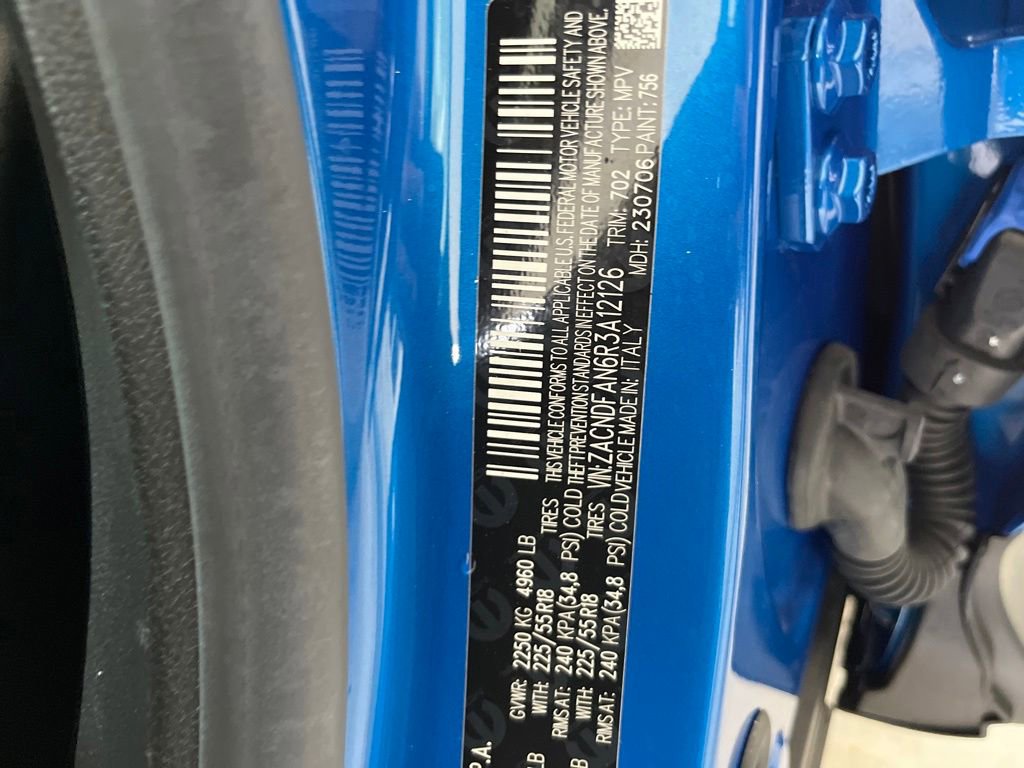 P.A.
GVWR: 2250 KG 4960 LB
LB WITH: 225/55R18 TIRES
RIMS AT: 240 KPA(34,8 PSI) COLD
LB WITH: 225/55R18 TIRES
RIMS AT: 240 KPA(34,8 PSI) COLD
THIS VEHICLE CONFORMS TO ALL APPLICABLE U.S. FEDERAL MOTOR VEHICLE SAFETY AND
THEFT PREVENTION STANDARDS IN EFFECT ON THE DATE OF MANUFACTURE SHOWN ABOVE.
VIN: ZACNDFAN6R3A12126 TRIM: 702 TYPE: MPV
VEHICLE MADE IN: ITALY MDH: 230706 PAINT: 756